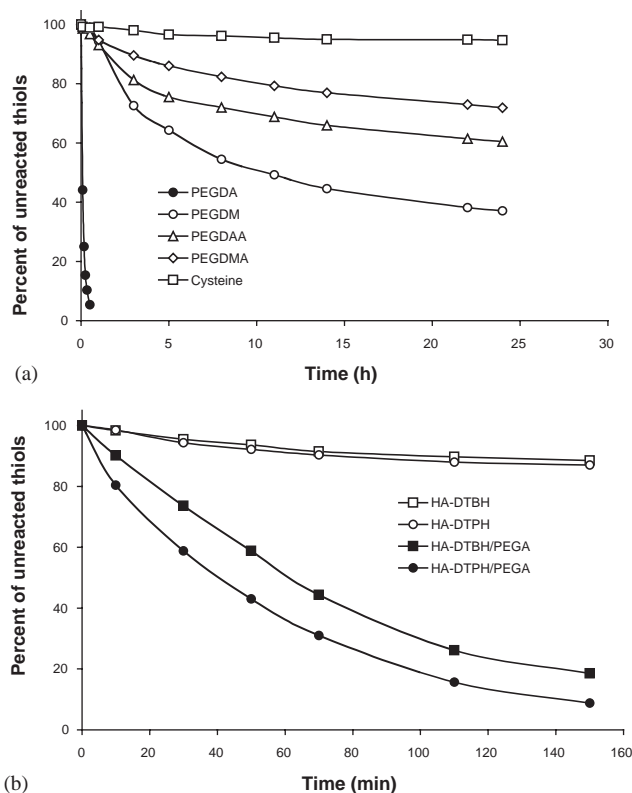 100
80
60
40
20
0
Percent of unreacted thiols
PEGDA
PEGDM
PEGDAA
PEGDMA
Cysteine
0 5 10 15 20 25 30
(a) Time (h)
100
80
60
40
20
0
Percent of unreacted thiols
HA-DTBH
HA-DTPH
HA-DTBH/PEGA
HA-DTPH/PEGA
0 20 40 60 80 100 120 140 160
(b) Time (min)